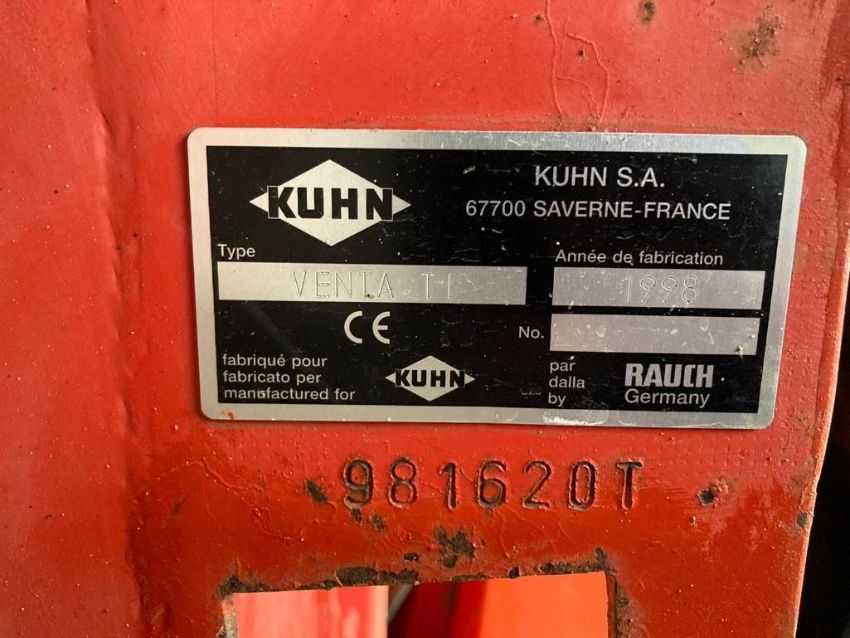 KUHN
KUHN S.A.
67700 SAVERNE-FRANCE
Type
VENTA TI
Année de fabrication
1998
CE
No.
fabriqué pour
fabricato per
manufactured for
KUHN
par
dalla
by
RAUCH
Germany
981620T